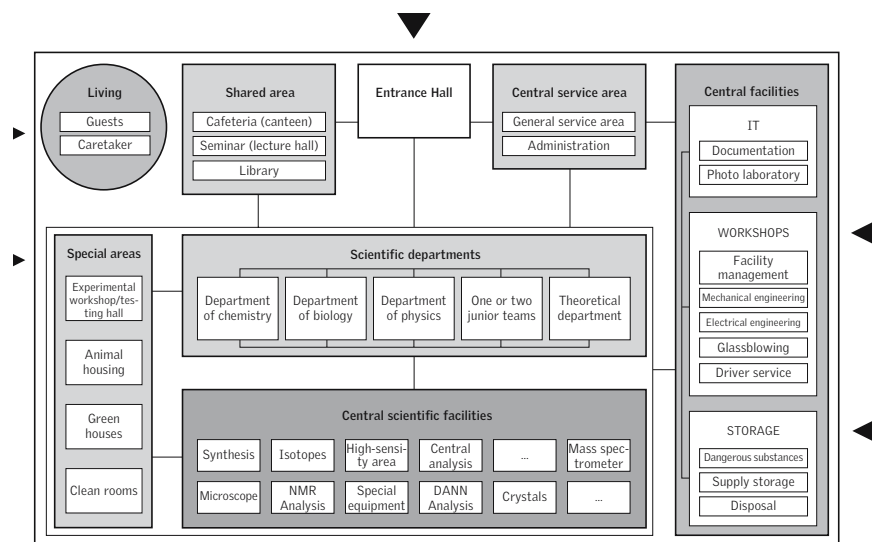 Living
Guests
Caretaker
Shared area
Cafeteria (canteen)
Seminar (lecture hall)
Library
Entrance Hall
Central service area
General service area
Administration
Central facilities
IT
Documentation
Photo laboratory
WORKSHOPS
Facility
management
Mechanical engineering
Electrical engineering
Glassblowing
Driver service
STORAGE
Dangerous substances
Supply storage
Disposal
Special areas
Experimental
workshop/tes-
ting hall
Animal
housing
Green
houses
Clean rooms
Scientific departments
Department
of chemistry
Department
of biology
Department
of physics
One or two
junior teams
Theoretical
department
Central scientific facilities
Synthesis
Isotopes
High-sensi-
ty area
Central
analysis
...
Mass spec-
trometer
Microscope
NMR
Analysis
Special
equipment
DANN
Analysis
Crystals
...